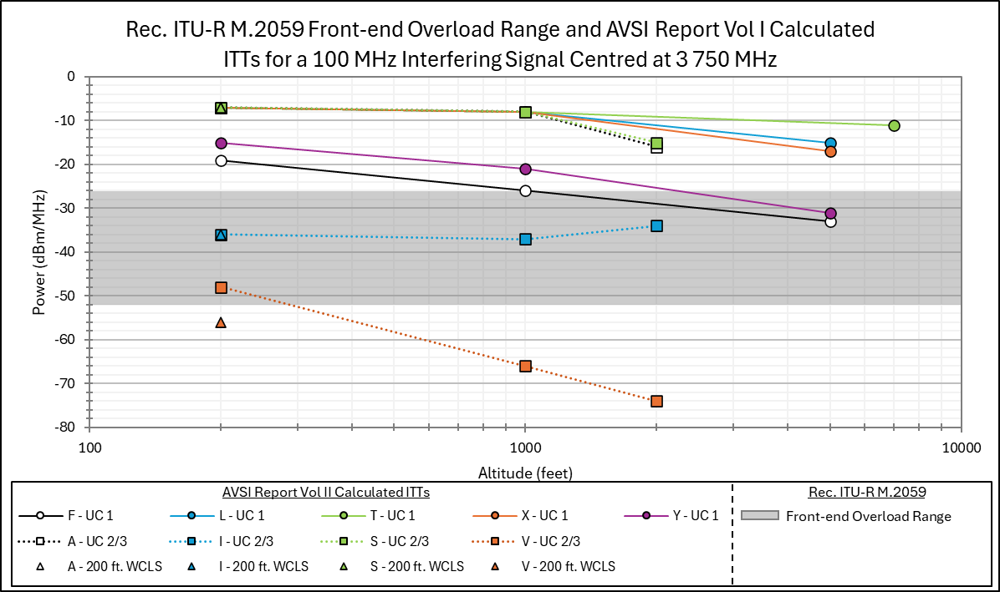 Rec. ITU-R M.2059 Front-end Overload Range and AVSI Report Vol I Calculated
ITTs for a 100 MHz Interfering Signal Centred at 3 750 MHz
0
-10
-20
-30
-40
-50
-60
-70
-80
Power (dBm/MHz)
100
1000
10000
Altitude (feet)
AVSI Report Vol II Calculated ITTs
F - UC 1
L - UC 1
T - UC 1
X - UC 1
Y - UC 1
A - UC 2/3
I - UC 2/3
S - UC 2/3
V - UC 2/3
A - 200 ft. WCLS
I - 200 ft. WCLS
S - 200 ft. WCLS
V - 200 ft. WCLS
Rec. ITU-R M.2059
Front-end Overload Range